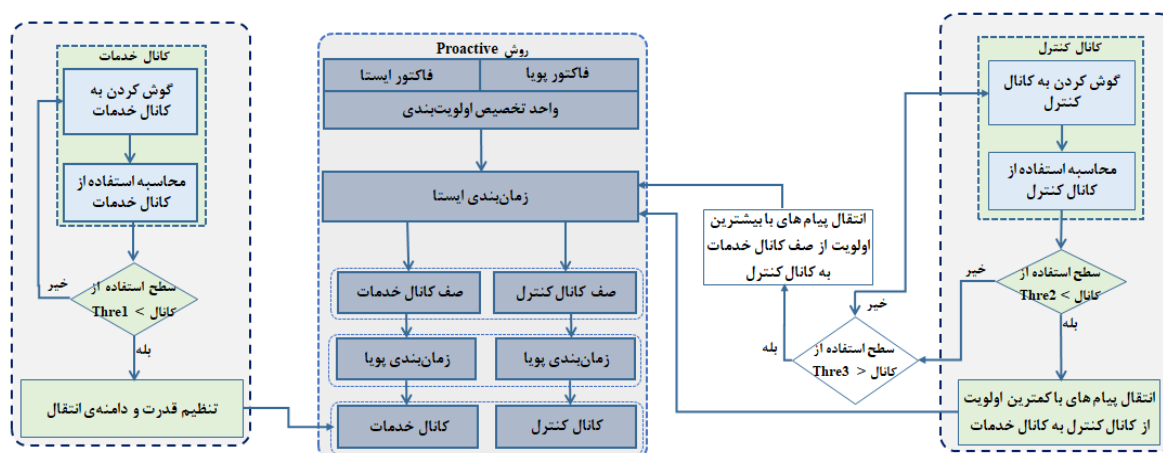 کانال کنترل
گوش کردن به کانال
کنترل
محاسبه استفاده از
کانال کنترل
سطح استفاده از
کانال > Thre2
خیر
بله
انتقال پیام های با کمترین اولویت
از کانال کنترل به کانال خدمات
خیر
سطح استفاده از
کانال < Thre3
بله
انتقال پیام های با بیشترین
اولویت از صف کانال خدمات
به کانال کنترل
روش Proactive
فاکتور پویا
فاکتور ایستا
واحد تخصیص اولویت‌بندی
زمان‌بندی ایستا
صف کانال کنترل
صف کانال خدمات
زمان‌بندی پویا
زمان‌بندی پویا
کانال کنترل
کانال خدمات
کانال خدمات
گوش کردن به
کانال خدمات
محاسبه استفاده از
کانال خدمات
سطح استفاده از
کانال > Thre1
خیر
بله
تنظیم قدرت و دامنه‌ی انتقال